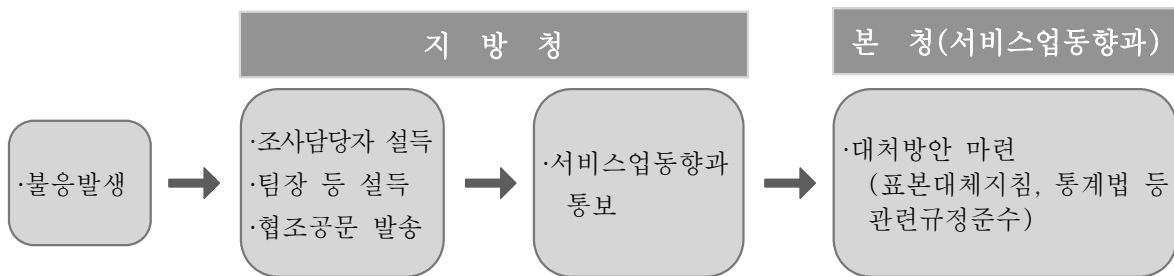 지 방 청
본 청(서비스업동향과)
·불응발생
·조사담당자 설득
·팀장 등 설득
·협조공문 발송
·서비스업동향과
통보
·대처방안 마련
(표본대체지침, 통계법 등
관련규정준수)